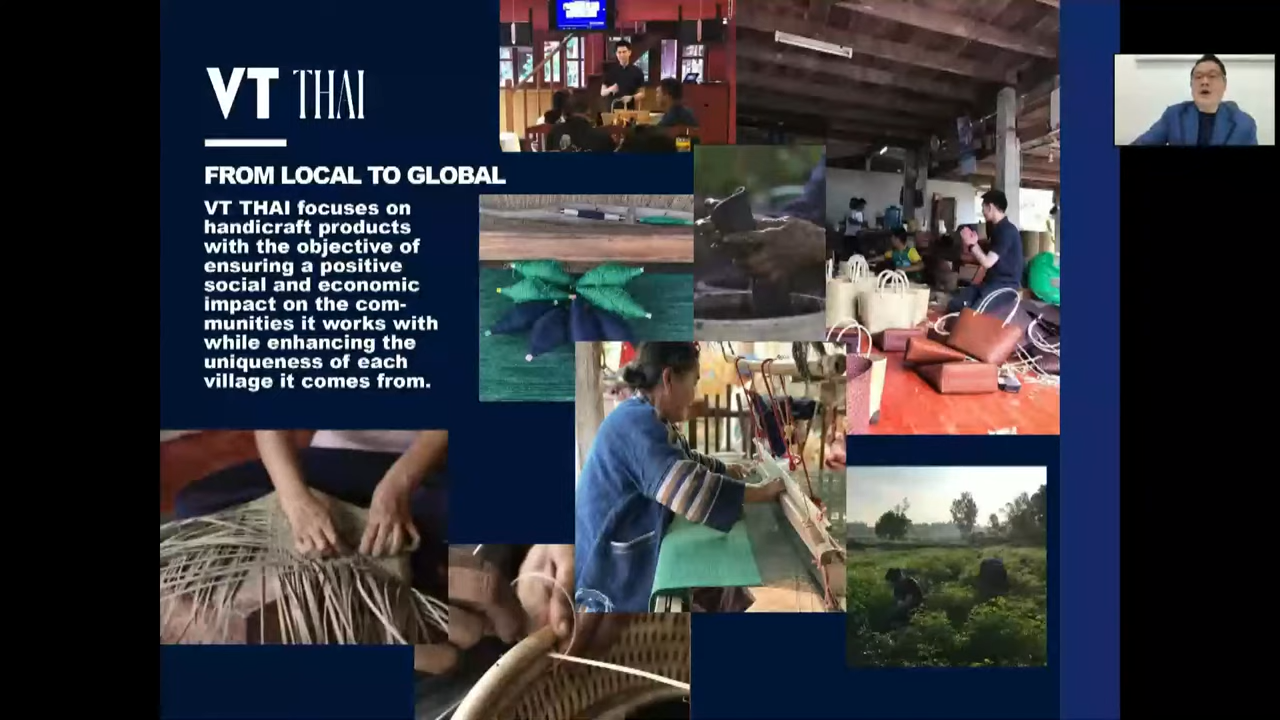 VT THAI
FROM LOCAL TO GLOBAL
VT THAI focuses on
handicraft products
with the objective of
ensuring a positive
social and economic
impact on the com-
munities it works with
while enhancing the
uniqueness of each
village it comes from.